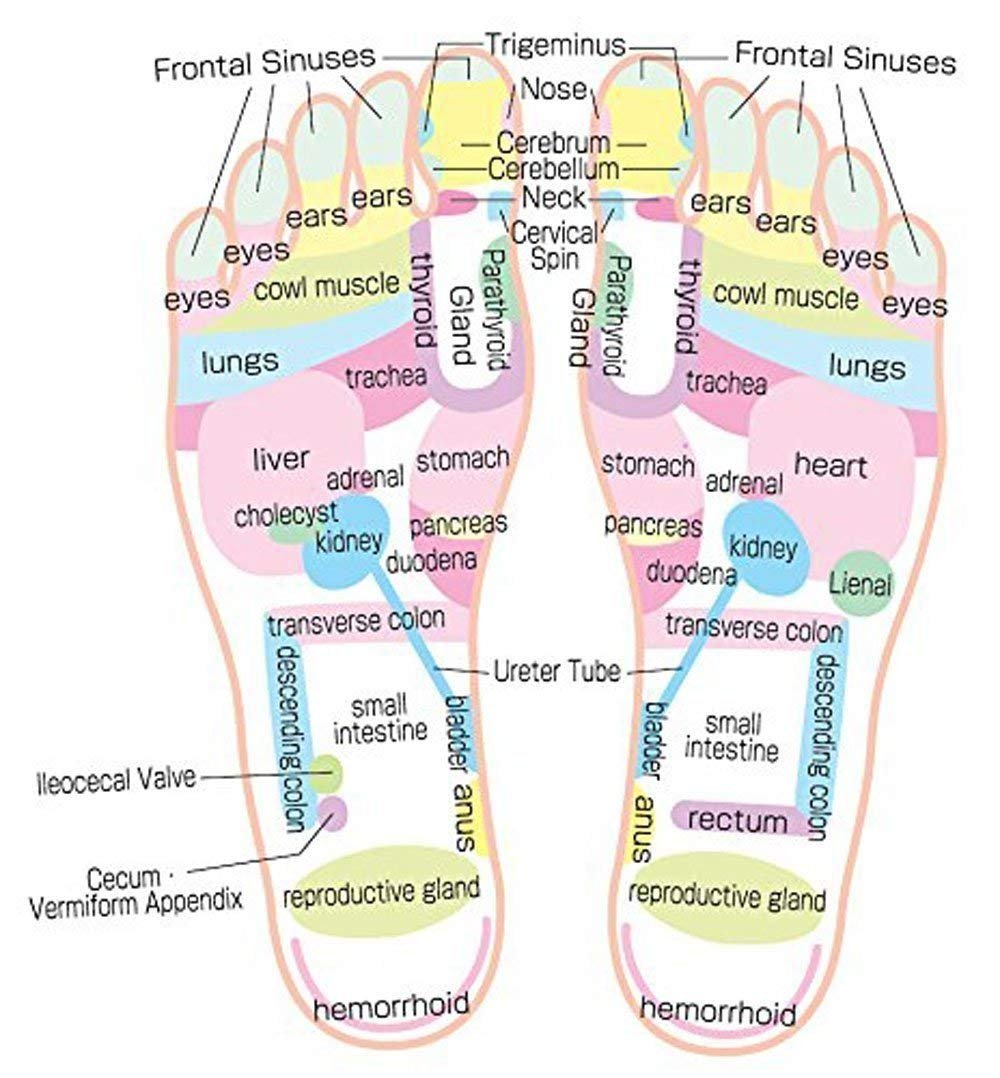 Frontal Sinuses
Trigeminus
Frontal Sinuses
Nose
Cerebrum
Cerebellum
Neck
Cervical
Spin
ears
ears
eyes
eyes
ears
ears
eyes
eyes
cowl muscle
thyroid
Gland
Parathyroid
Gland
Parathyroid
thyroid
cowl muscle
lungs
trachea
trachea
lungs
liver
adrenal
stomach
stomach
adrenal
heart
cholecyst
kidney
pancreas
duodena
pancreas
duodena
kidney
Lienal
transverse colon
transverse colon
Ureter Tube
descending colon
small
intestine
bladder
bladder
small
intestine
descending colon
Ileocecal Valve
anus
anus
rectum
Cecum ·
Vermiform Appendix
reproductive gland
reproductive gland
hemorrhoid
hemorrhoid